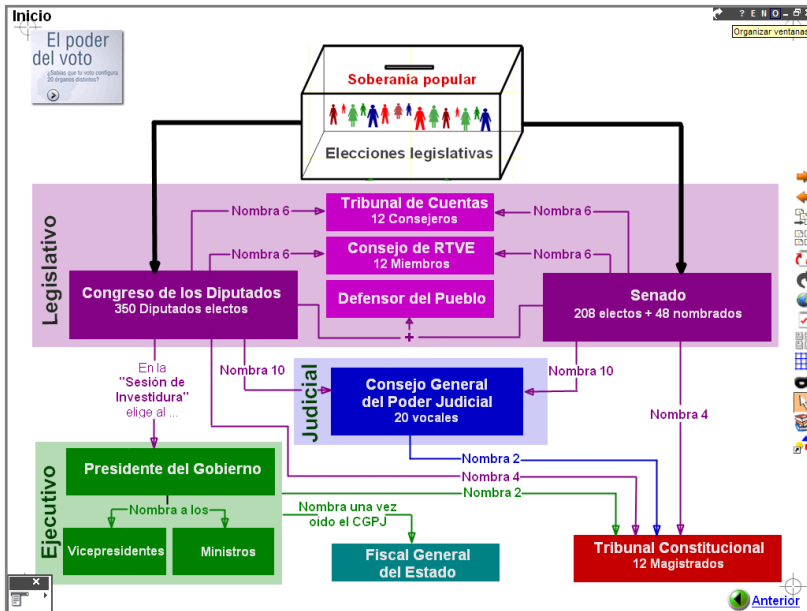 Inicio
? E N O
Organizar ventanas
El poder
del voto
¿Sabías que tu voto configura
20 órganos distintos?
Soberanía popular
Elecciones legislativas
Legislativo
Tribunal de Cuentas
12 Consejeros
Nombra 6
Nombra 6
Consejo de RTVE
12 Miembros
Nombra 6
Nombra 6
Congreso de los Diputados
350 Diputados electos
Defensor del Pueblo
Senado
208 electos + 48 nombrados
+
En la
"Sesión de
Investidura"
elige al ...
Nombra 10
Judicial
Consejo General
del Poder Judicial
20 vocales
Nombra 10
Nombra 4
Ejecutivo
Presidente del Gobierno
Nombra 2
Nombra 4
Nombra 2
Nombra a los
Vicepresidentes
Ministros
Nombra una vez
oido el CGPJ
Fiscal General
del Estado
Tribunal Constitucional
12 Magistrados
Anterior